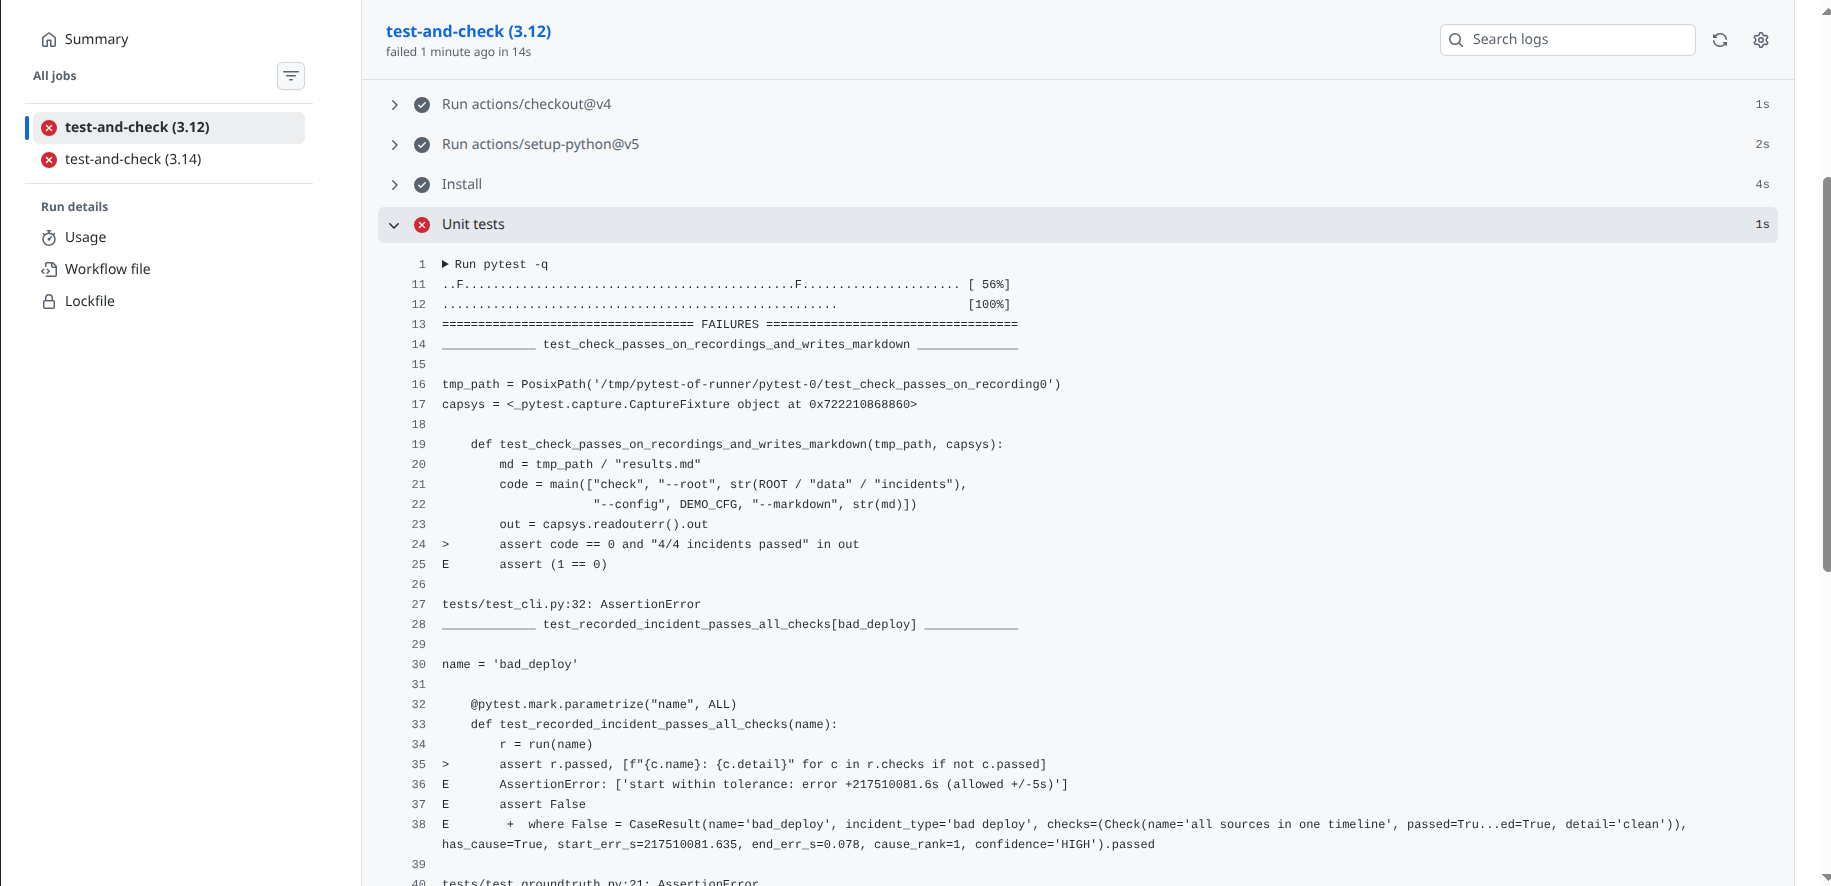 Summary
All jobs
test-and-check (3.12)
test-and-check (3.14)
Run details
Usage
Workflow file
Lockfile
test-and-check (3.12)
failed 1 minute ago in 14s
Search logs
Run actions/checkout@v4 1s
Run actions/setup-python@v5 2s
Install 4s
Unit tests 1s
1 Run pytest -q
11 ..F..............................................F...................... [ 56%]
12 ....................................................... [100%]
13 =================================== FAILURES ===================================
14 _____________ test_check_passes_on_recordings_and_writes_markdown ______________
15
16 tmp_path = PosixPath('/tmp/pytest-of-runner/pytest-0/test_check_passes_on_recording0')
17 capsys = <_pytest.capture.CaptureFixture object at 0x722210868860>
18
19     def test_check_passes_on_recordings_and_writes_markdown(tmp_path, capsys):
20         md = tmp_path / "results.md"
21         code = main(["check", "--root", str(ROOT / "data" / "incidents"),
22                      "--config", DEMO_CFG, "--markdown", str(md)])
23         out = capsys.readouterr().out
24 >       assert code == 0 and "4/4 incidents passed" in out
25 E       assert (1 == 0)
26
27 tests/test_cli.py:32: AssertionError
28 _____________ test_recorded_incident_passes_all_checks[bad_deploy] _____________
29
30 name = 'bad_deploy'
31
32     @pytest.mark.parametrize("name", ALL)
33     def test_recorded_incident_passes_all_checks(name):
34         r = run(name)
35 >       assert r.passed, [f"{c.name}: {c.detail}" for c in r.checks if not c.passed]
36 E       AssertionError: ['start within tolerance: error +217510081.6s (allowed +/-5s)']
37 E       assert False
38 E        +  where False = CaseResult(name='bad_deploy', incident_type='bad deploy', checks=(Check(name='all sources in one timeline', passed=Tru...ed=True, detail='clean')),
has_cause=True, start_err_s=217510081.635, end_err_s=0.078, cause_rank=1, confidence='HIGH').passed
39
40 tests/test_groundtruth.py:21: AssertionError